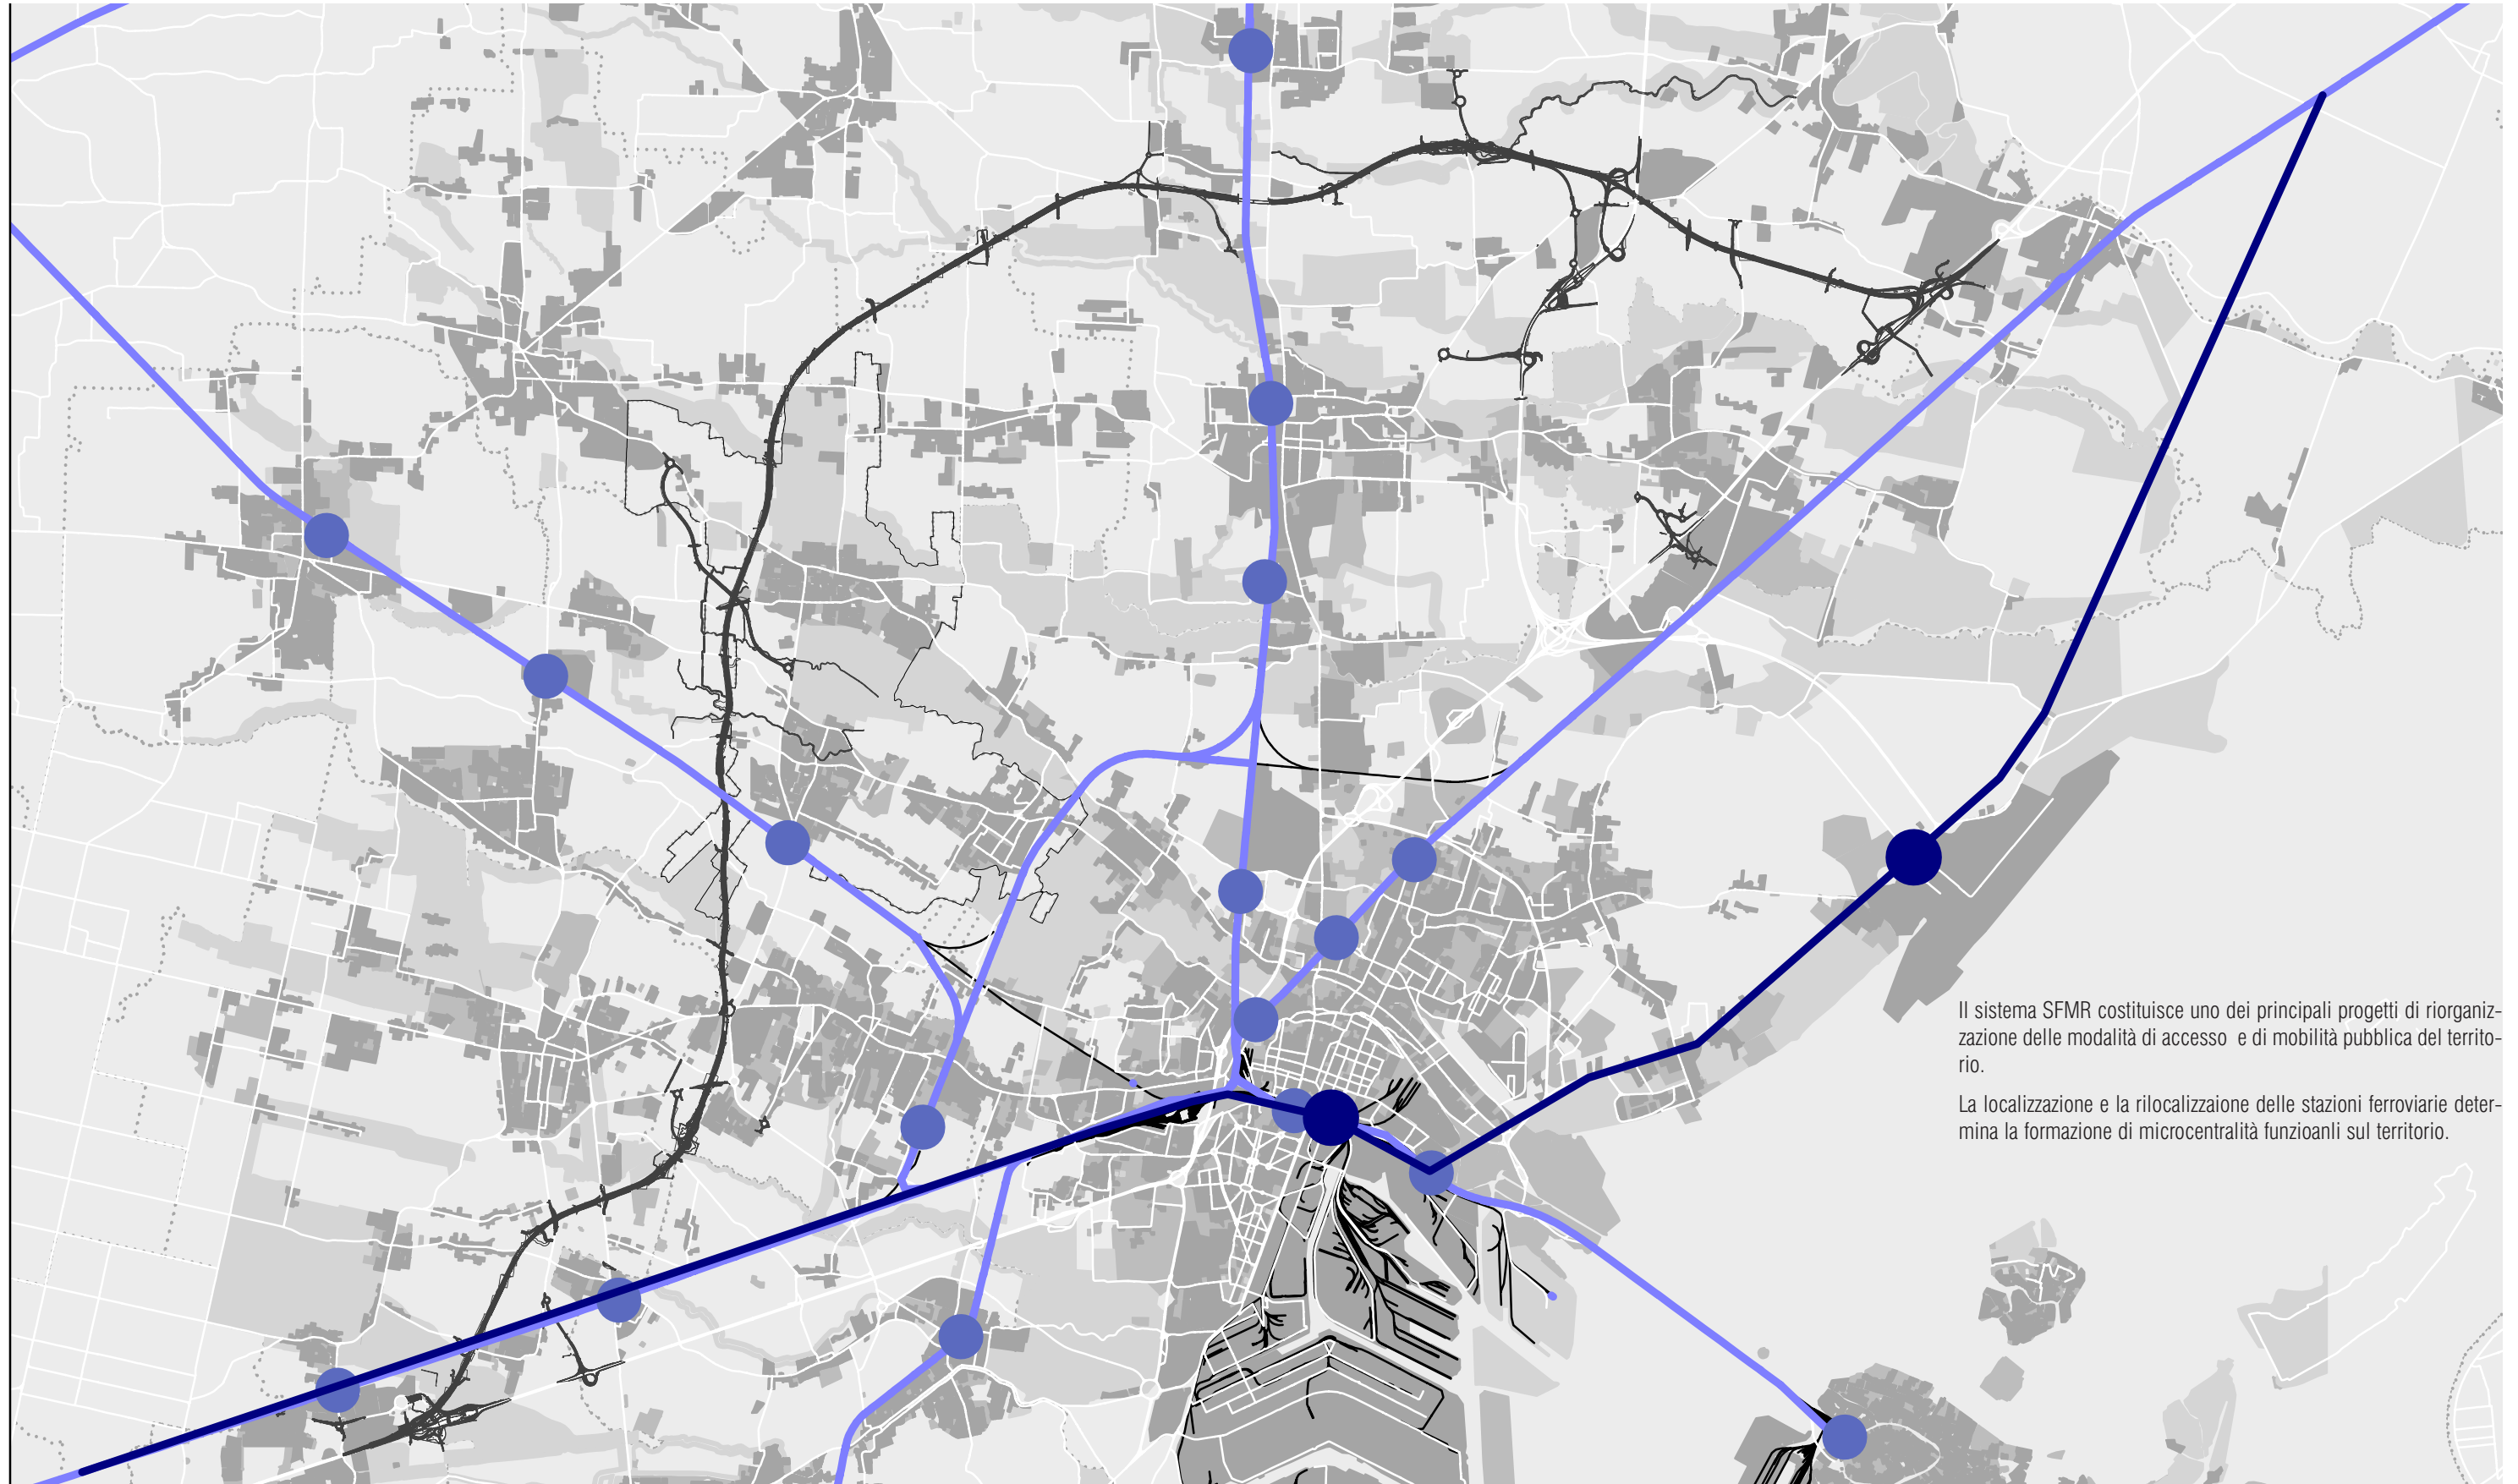 Il sistema SFMR costituisce uno dei principali progetti di riorganiz-
zazione delle modalità di accesso  e di mobilità pubblica del territo-
rio.
La localizzazione e la rilocalizzaione delle stazioni ferroviarie deter-
mina la formazione di microcentralità funzioanli sul territorio.